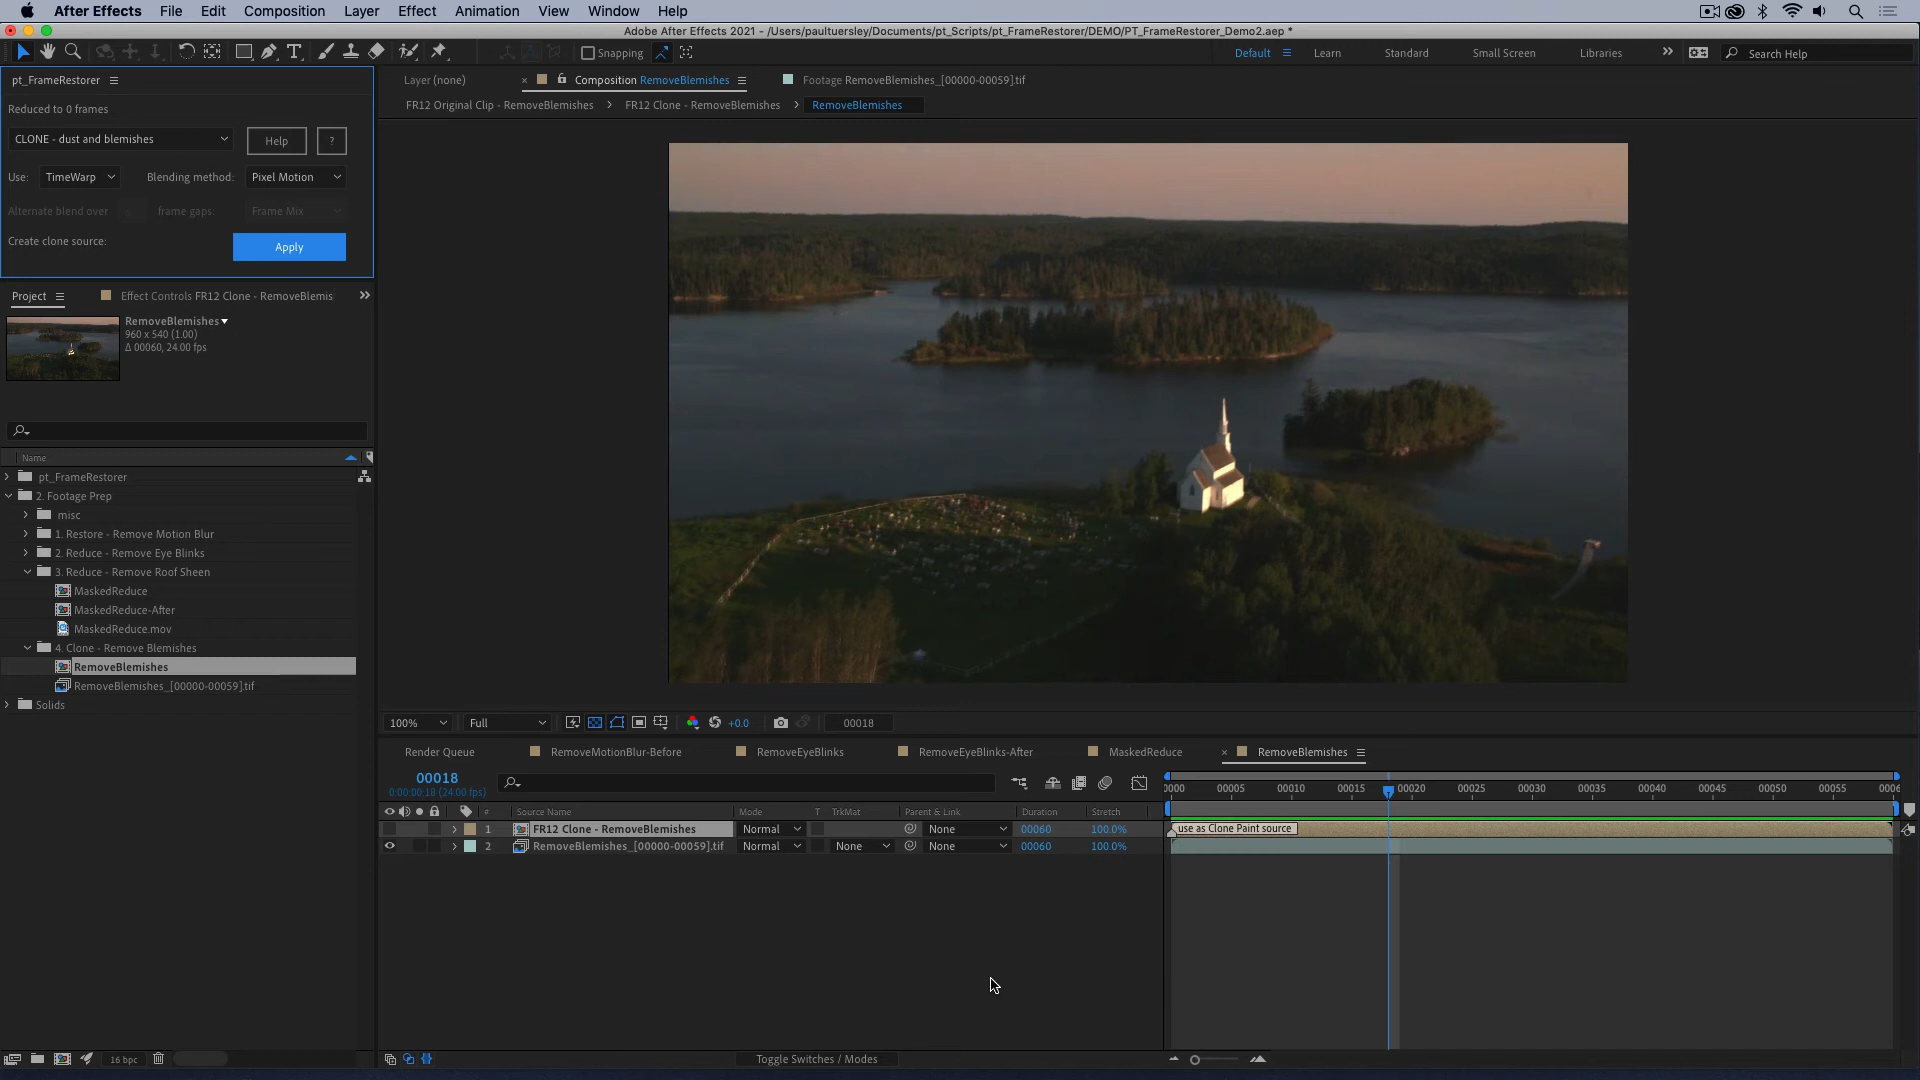 After Effects File Edit Composition Layer Effect Animation View Window Help
Adobe After Effects 2021 - /Users/paultuersley/Documents/pt_Scripts/pt_FrameRestorer/DEMO/PT_FrameRestorer_Demo2.aep *
Snapping Default Learn Standard Small Screen Libraries Search Help
pt_FrameRestorer
Reduced to 0 frames
CLONE - dust and blemishes Help ?
Use: TimeWarp Blending method: Pixel Motion
Alternate blend over frame gaps: Frame Mix
Create clone source: Apply
Layer (none) Composition RemoveBlemishes Footage RemoveBlemishes_[00000-00059].tif
FR12 Original Clip - RemoveBlemishes FR12 Clone - RemoveBlemishes RemoveBlemishes
Project Effect Controls FR12 Clone - RemoveBlemis
RemoveBlemishes
960 x 540 (1.00)
Δ 00060, 24.00 fps
Name
pt_FrameRestorer
2. Footage Prep
misc
1. Restore - Remove Motion Blur
2. Reduce - Remove Eye Blinks
3. Reduce - Remove Roof Sheen
MaskedReduce
MaskedReduce-After
MaskedReduce.mov
4. Clone - Remove Blemishes
RemoveBlemishes
RemoveBlemishes_[00000-00059].tif
Solids
100% Full +0.0 00018
Render Queue RemoveMotionBlur-Before RemoveEyeBlinks RemoveEyeBlinks-After MaskedReduce RemoveBlemishes
00018
0:00:00:18 (24.00 fps)
0000 00005 00010 00015 00020 00025 00030 00035 00040 00045 00050 00055 0006
# Source Name Mode T TrkMat Parent & Link Duration Stretch
1 FR12 Clone - RemoveBlemishes Normal None 00060 100.0% use as Clone Paint source
2 RemoveBlemishes_[00000-00059].tif Normal None None 00060 100.0%
16 bpc Toggle Switches / Modes